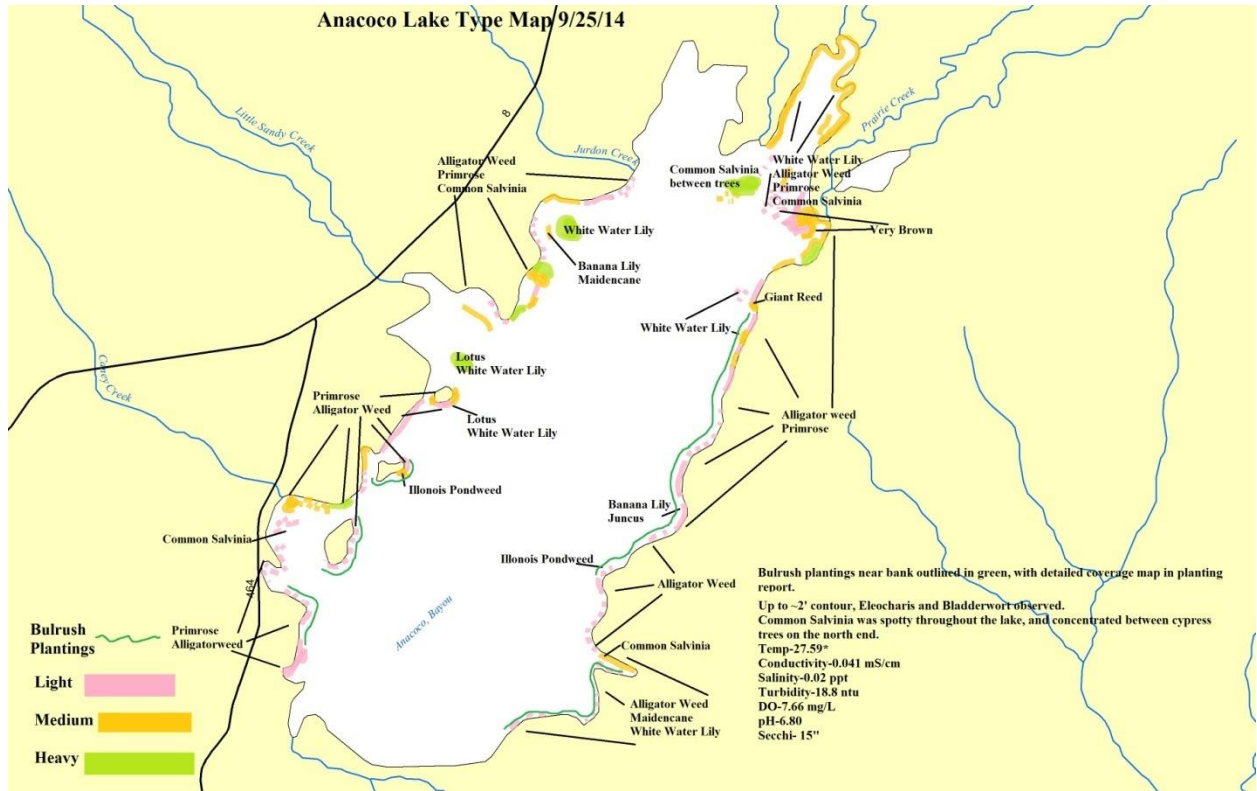 Anacoco Lake Type Map 9/25/14
Little Sandy Creek
8
Prairie Creek
Jurdon Creek
Alligator Weed
Primrose
Common Salvinia
Common Salvinia
between trees
White Water Lily
Alligator Weed
Primrose
Common Salvinia
White Water Lily
Very Brown
Banana Lily
Maidencane
Giant Reed
White Water Lily
Caney Creek
Lotus
White Water Lily
Primrose
Alligator Weed
Lotus
White Water Lily
Alligator weed
Primrose
Illonois Pondweed
Banana Lily
Juncus
Common Salvinia
Illonois Pondweed
464
Alligator Weed
Anacoco, Bayou
Primrose
Alligatorweed
Common Salvinia
Alligator Weed
Maidencane
White Water Lily
Bulrush plantings near bank outlined in green, with detailed coverage map in planting
report.
Up to ~2' contour, Eleocharis and Bladderwort observed.
Common Salvinia was spotty throughout the lake, and concentrated between cypress
trees on the north end.
Temp-27.59*
Conductivity-0.041 mS/cm
Salinity-0.02 ppt
Turbidity-18.8 ntu
DO-7.66 mg/L
pH-6.80
Secchi- 15"
Bulrush
Plantings
Light
Medium
Heavy